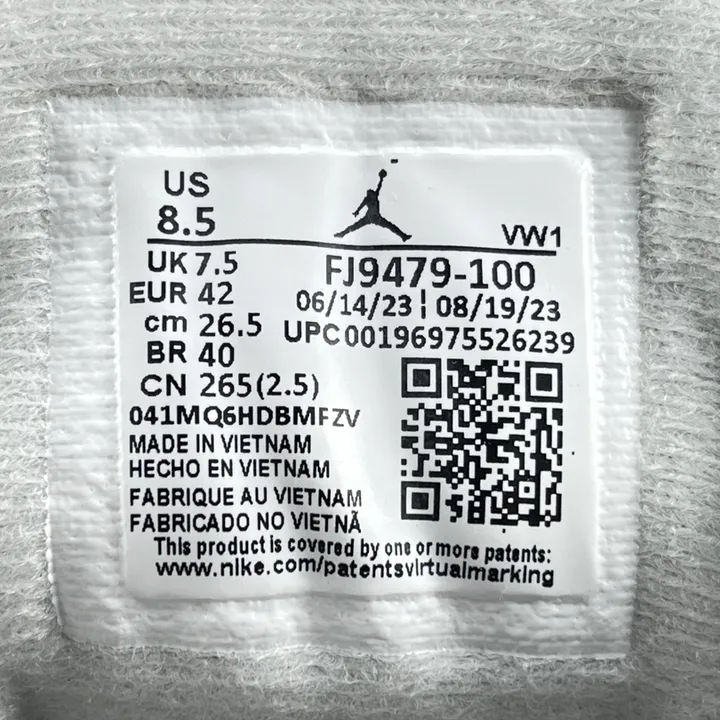 US
8.5
VW1
UK 7.5
FJ9479-100
EUR 42
06/14/23 | 08/19/23
cm 26.5
UPC00196975526239
BR 40
CN 265(2.5)
041MQ6HDBMFZV
MADE IN VIETNAM
HECHO EN VIETNAM
FABRIQUE AU VIETNAM
FABRICADO NO VIETNÃ
This product is covered by one or more patents:
www.nike.com/patentsvirtualmarking